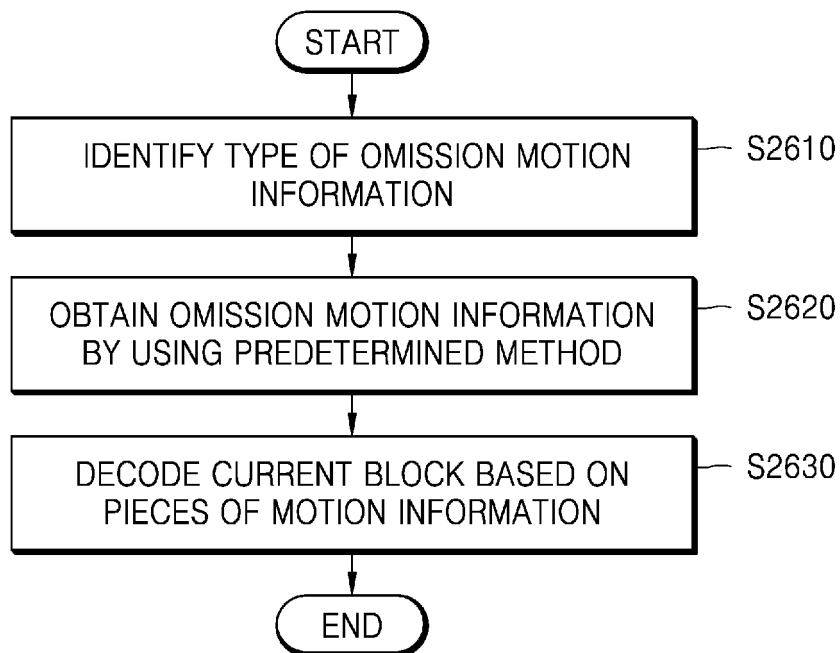 START
IDENTIFY TYPE OF OMISSION MOTION
INFORMATION
S2610
OBTAIN OMISSION MOTION INFORMATION
BY USING PREDETERMINED METHOD
S2620
DECODE CURRENT BLOCK BASED ON
PIECES OF MOTION INFORMATION
S2630
END